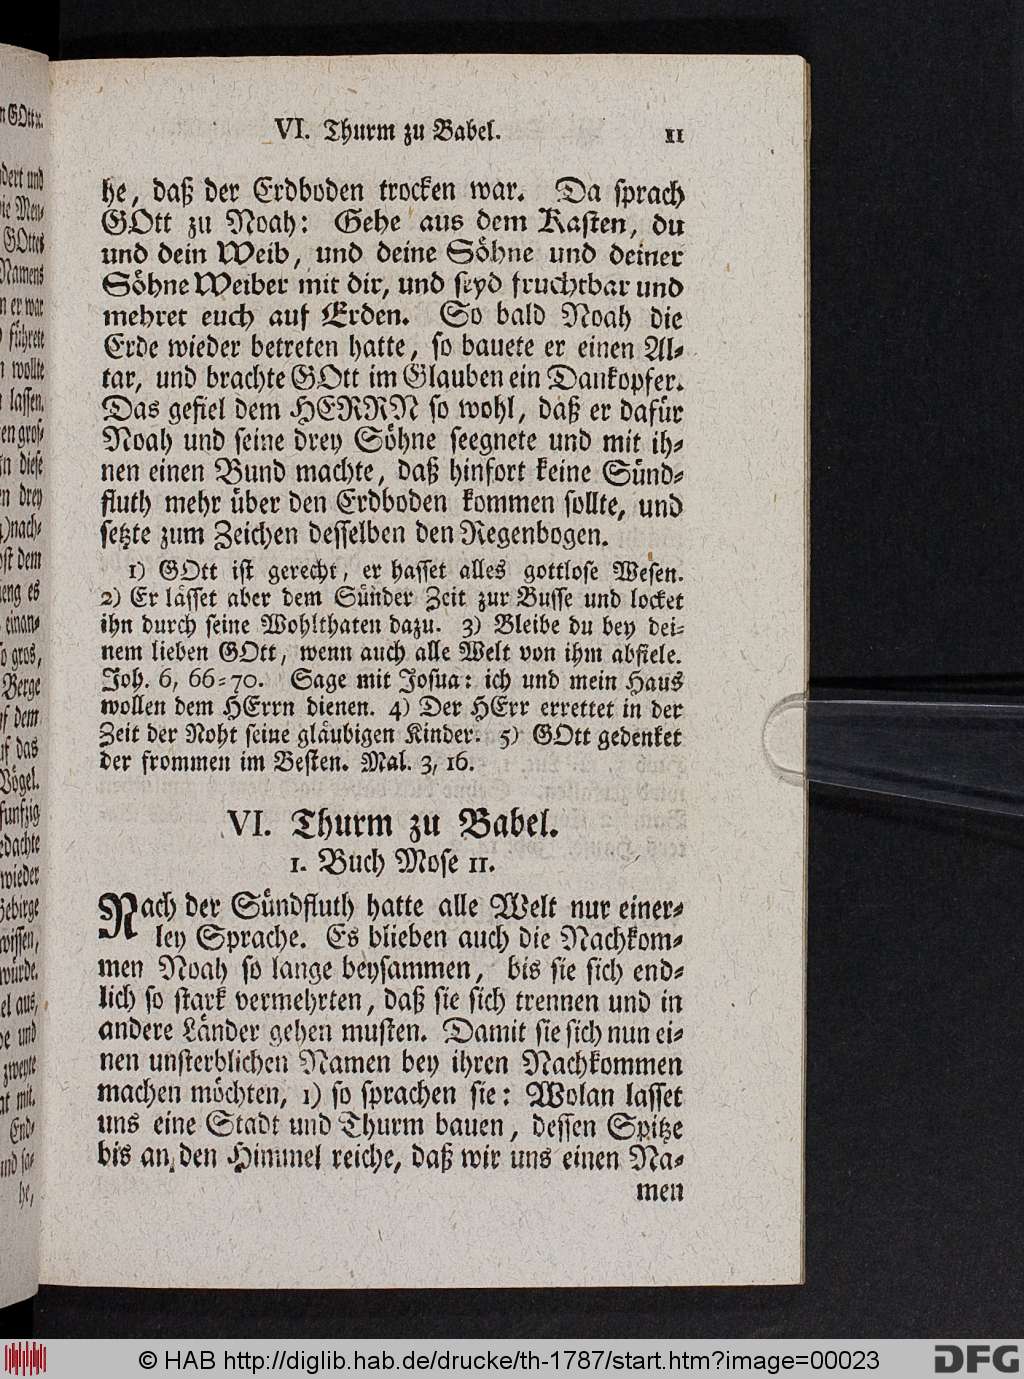 VI. Thurm zu Babel. 11
he, daß der Erdboden trocken war. Da sprach
GOtt zu Noah: Gehe aus dem Kasten, du
und dein Weib, und deine Söhne und deiner
Söhne Weiber mit dir, und seyd fruchtbar und
mehret euch auf Erden. So bald Noah die
Erde wieder betreten hatte, so bauete er einen Al-
tar, und brachte GOtt im Glauben ein Dankopfer.
Das gefiel dem HERRN so wohl, daß er dafür
Noah und seine drey Söhne seegnete und mit ih-
nen einen Bund machte, daß hinfort keine Sünd-
fluth mehr über den Erdboden kommen sollte, und
setzte zum Zeichen desselben den Regenbogen.
1) GOtt ist gerecht, er hasset alles gottlose Wesen.
2) Er lässet aber dem Sünder Zeit zur Busse und locket
ihn durch seine Wohlthaten dazu. 3) Bleibe du bey dei-
nem lieben GOtt, wenn auch alle Welt von ihm abfiele.
Joh. 6, 66-70. Sage mit Josua: ich und mein Haus
wollen dem HErrn dienen. 4) Der HErr errettet in der
Zeit der Noht seine gläubigen Kinder. 5) GOtt gedenket
der frommen im Besten. Mal. 3, 16.
VI. Thurm zu Babel.
1. Buch Mose 11.
Nach der Sündfluth hatte alle Welt nur einer-
ley Sprache. Es blieben auch die Nachkom-
men Noah so lange beysammen, bis sie sich end-
lich so stark vermehrten, daß sie sich trennen und in
andere Länder gehen musten. Damit sie sich nun ei-
nen unsterblichen Namen bey ihren Nachkommen
machen möchten, 1) so sprachen sie: Wolan lasset
uns eine Stadt und Thurm bauen, dessen Spitze
bis an den Himmel reiche, daß wir uns einen Na-
men
© HAB http://diglib.hab.de/drucke/th-1787/start.htm?image=00023
DFG